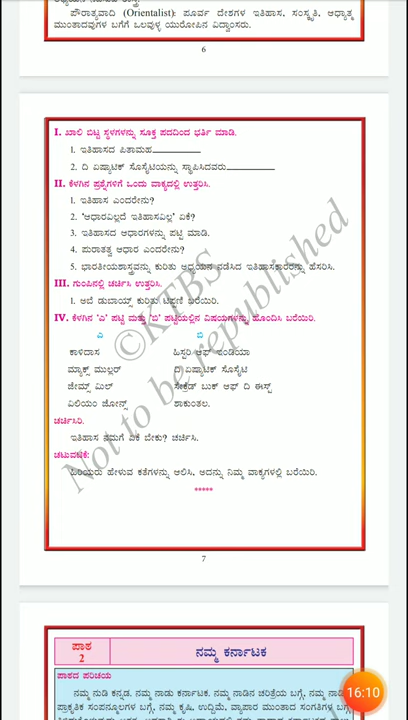 ಪೌರಾತ್ಯವಾದಿ (Orientalist): ಪೂರ್ವ ದೇಶಗಳ ಇತಿಹಾಸ, ಸಂಸ್ಕೃತಿ, ಆಧ್ಯಾತ್ಮ
ಮುಂತಾದವುಗಳ ಬಗೆಗೆ ಒಲವುಳ್ಳ ಯುರೋಪಿನ ವಿದ್ವಾಂಸರು.
6
I. ಖಾಲಿ ಬಿಟ್ಟ ಸ್ಥಳಗಳನ್ನು ಸೂಕ್ತ ಪದದಿಂದ ಭರ್ತಿ ಮಾಡಿ.
1. ಇತಿಹಾಸದ ಪಿತಾಮಹ
2. ದಿ ಏಷ್ಯಾಟಿಕ್ ಸೊಸೈಟಿಯನ್ನು ಸ್ಥಾಪಿಸಿದವರು
II. ಕೆಳಗಿನ ಪ್ರಶ್ನೆಗಳಿಗೆ ಒಂದು ವಾಕ್ಯದಲ್ಲಿ ಉತ್ತರಿಸಿ.
1. ಇತಿಹಾಸ ಎಂದರೇನು?
2. 'ಆಧಾರವಿಲ್ಲದೆ ಇತಿಹಾಸವಿಲ್ಲ' ಏಕೆ?
3. ಇತಿಹಾಸದ ಆಧಾರಗಳನ್ನು ಪಟ್ಟಿ ಮಾಡಿ.
4. ಪುರಾತತ್ವ ಆಧಾರ ಎಂದರೇನು?
5. ಭಾರತೀಯಶಾಸ್ತ್ರವನ್ನು ಕುರಿತು ಅಧ್ಯಯನ ನಡೆಸಿದ ಇತಿಹಾಸಕಾರರನ್ನು ಹೆಸರಿಸಿ.
III. ಗುಂಪಿನಲ್ಲಿ ಚರ್ಚಿಸಿ ಉತ್ತರಿಸಿ.
1. ಅಬೆ ಡುಬಾಯ್ಸ್ ಕುರಿತು ಟಿಪ್ಪಣಿ ಬರೆಯಿರಿ.
IV. ಕೆಳಗಿನ 'ಎ' ಪಟ್ಟಿ ಮತ್ತು 'ಬಿ' ಪಟ್ಟಿಯಲ್ಲಿನ ವಿಷಯಗಳನ್ನು ಹೊಂದಿಸಿ ಬರೆಯಿರಿ.
ಎ ಬಿ
ಕಾಳಿದಾಸ ಹಿಸ್ಟರಿ ಆಫ್ ಇಂಡಿಯಾ
ಮ್ಯಾಕ್ಸ್ ಮುಲ್ಲರ್ ದಿ ಏಷ್ಯಾಟಿಕ್ ಸೊಸೈಟಿ
ಜೇಮ್ಸ್ ಮಿಲ್ ಸೇಕ್ರೆಡ್ ಬುಕ್ ಆಫ್ ದಿ ಈಸ್ಟ್
ವಿಲಿಯಂ ಜೋನ್ಸ್ ಶಾಕುಂತಲ.
ಚರ್ಚಿಸಿರಿ.
ಇತಿಹಾಸ ನಮಗೆ ಏಕೆ ಬೇಕು? ಚರ್ಚಿಸಿ.
ಚಟುವಟಿಕೆ:
ಹಿರಿಯರು ಹೇಳುವ ಕತೆಗಳನ್ನು ಆಲಿಸಿ, ಅದನ್ನು ನಿಮ್ಮ ವಾಕ್ಯಗಳಲ್ಲಿ ಬರೆಯಿರಿ.
*****
©KTBS
Not to be republished
7
ಪಾಠ
2
ನಮ್ಮ ಕರ್ನಾಟಕ
ಪಾಠದ ಪರಿಚಯ
ನಮ್ಮ ನುಡಿ ಕನ್ನಡ. ನಮ್ಮ ನಾಡು ಕರ್ನಾಟಕ. ನಮ್ಮ ನಾಡಿನ ಚರಿತ್ರೆಯ ಬಗ್ಗೆ, ನಮ್ಮ
ಪ್ರಾಕೃತಿಕ ಸಂಪನ್ಮೂಲಗಳ ಬಗ್ಗೆ, ನಮ್ಮ ಕೃಷಿ, ಉದ್ದಿಮೆ, ವ್ಯಾಪಾರ ಮುಂತಾದ ಸಂಗತಿಗಳ ಬಗ್ಗೆ
16:10